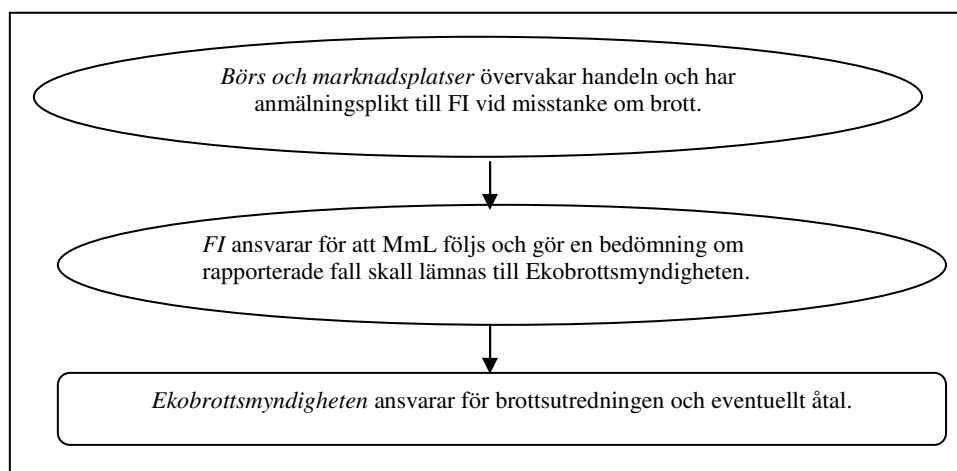 Börs och marknadsplatser övervakar handeln och har
anmälningsplikt till FI vid misstanke om brott.
FI ansvarar för att MmL följs och gör en bedömning om
rapporterade fall skall lämnas till Ekobrottsmyndigheten.
Ekobrottsmyndigheten ansvarar för brottsutredningen och eventuellt åtal.